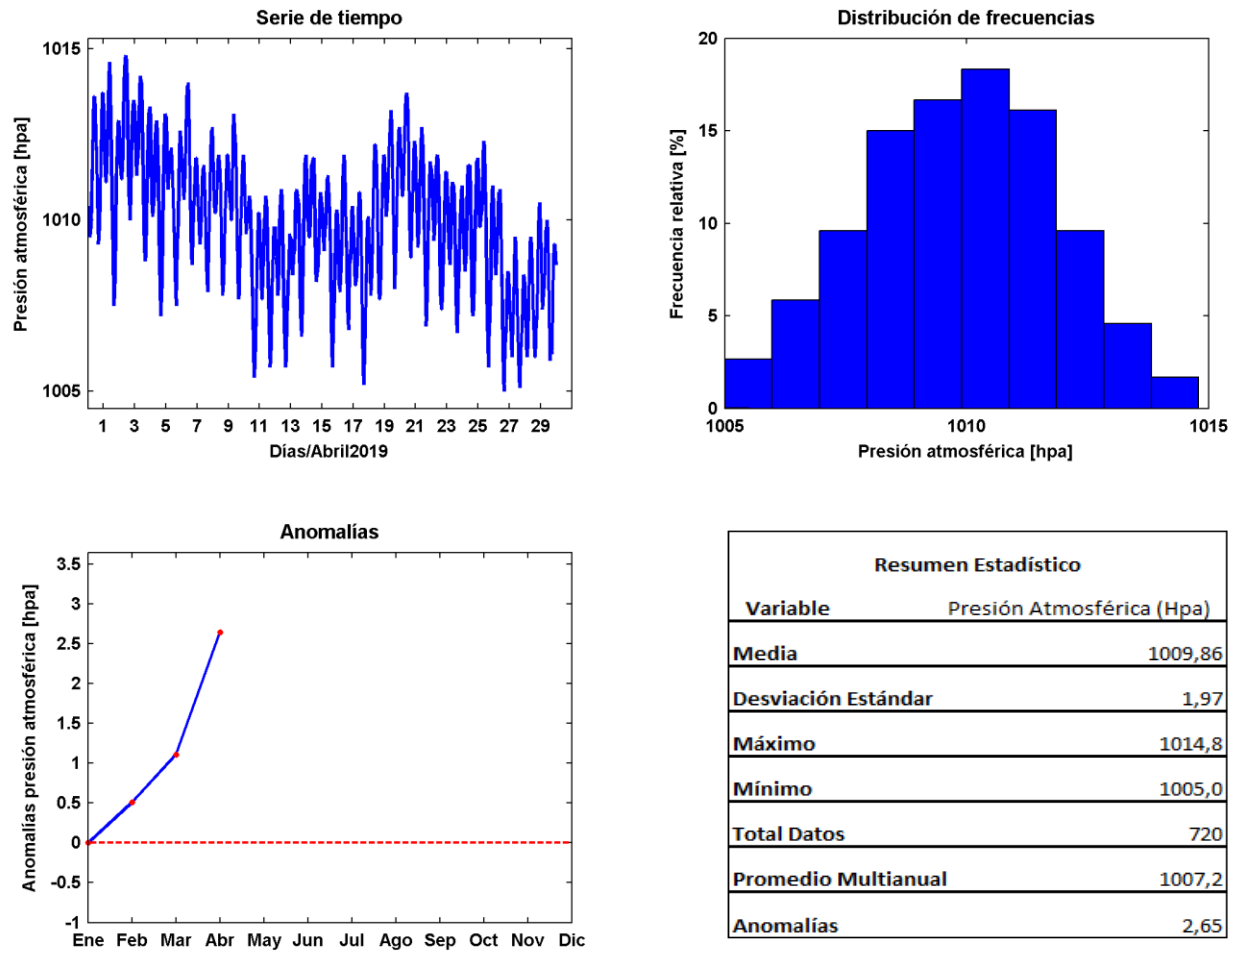 Serie de tiempo
Presión atmosférica [hpa]
1015
1010
1005
1 3 5 7 9 11 13 15 17 19 21 23 25 27 29
Días/Abril2019
Distribución de frecuencias
Frecuencia relativa [%]
20
15
10
5
0
1005 1010 1015
Presión atmosférica [hpa]
Anomalías
Anomalías presión atmosférica [hpa]
3.5
3
2.5
2
1.5
1
0.5
0
-0.5
-1
Ene Feb Mar Abr May Jun Jul Ago Sep Oct Nov Dic
Resumen Estadístico
Variable Presión Atmosférica (Hpa)
Media 1009,86
Desviación Estándar 1,97
Máximo 1014,8
Mínimo 1005,0
Total Datos 720
Promedio Multianual 1007,2
Anomalías 2,65